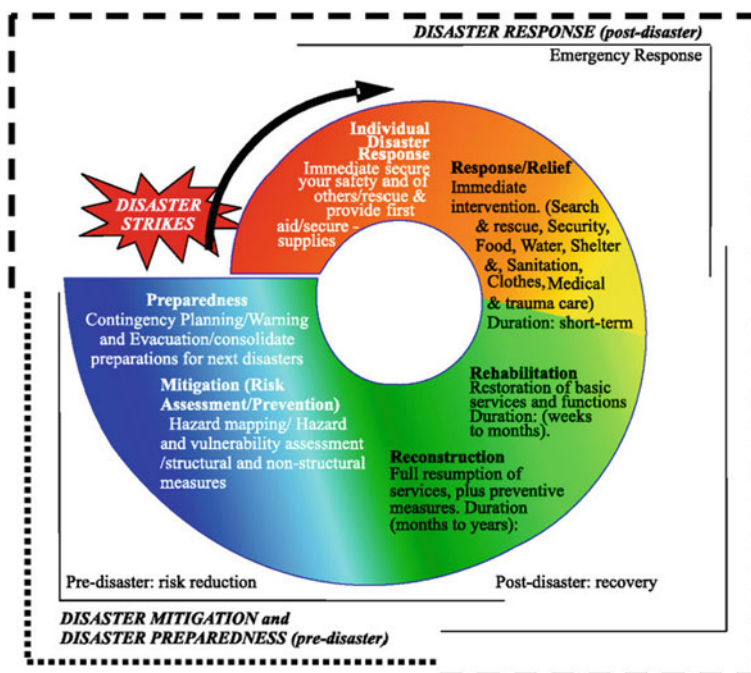 DISASTER RESPONSE (post-disaster)
Emergency Response
DISASTER
STRIKES
Individual
Disaster
Response
Immediate secure
your safety and of
others/rescue &
provide first
aid/secure -
supplies
Response/Relief
Immediate
intervention. (Search
& rescue, Security,
Food, Water, Shelter
&, Sanitation,
Clothes, Medical
& trauma care)
Duration: short-term
Rehabilitation
Restoration of basic
services and functions
Duration: (weeks
to months).
Reconstruction
Full resumption of
services, plus preventive
measures. Duration
(months to years):
Preparedness
Contingency Planning/Warning
and Evacuation/consolidate
preparations for next disasters
Mitigation (Risk
Assessment/Prevention)
Hazard mapping/ Hazard
and vulnerability assessment
/structural and non-structural
measures
Pre-disaster: risk reduction
Post-disaster: recovery
DISASTER MITIGATION and
DISASTER PREPAREDNESS (pre-disaster)